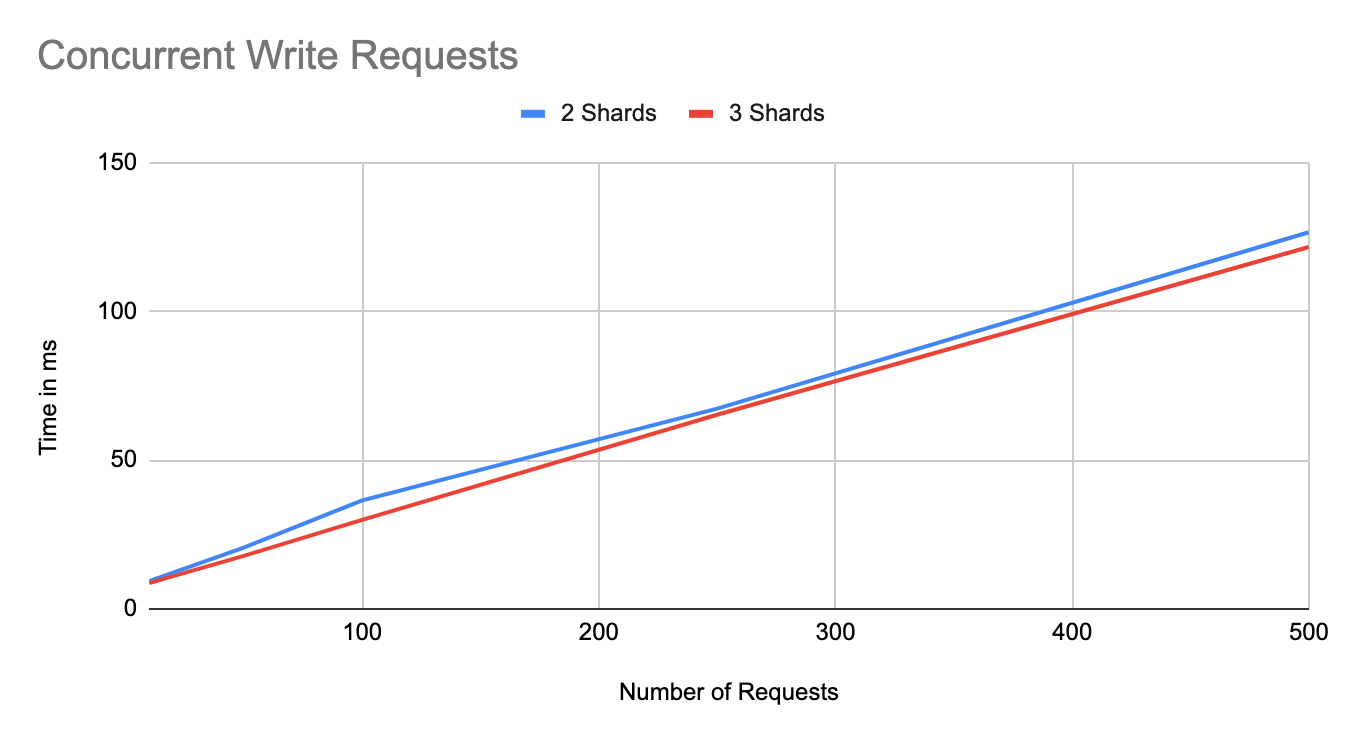 Concurrent Write Requests
2 Shards 3 Shards
150
100
50
0
Time in ms
100 200 300 400 500
Number of Requests